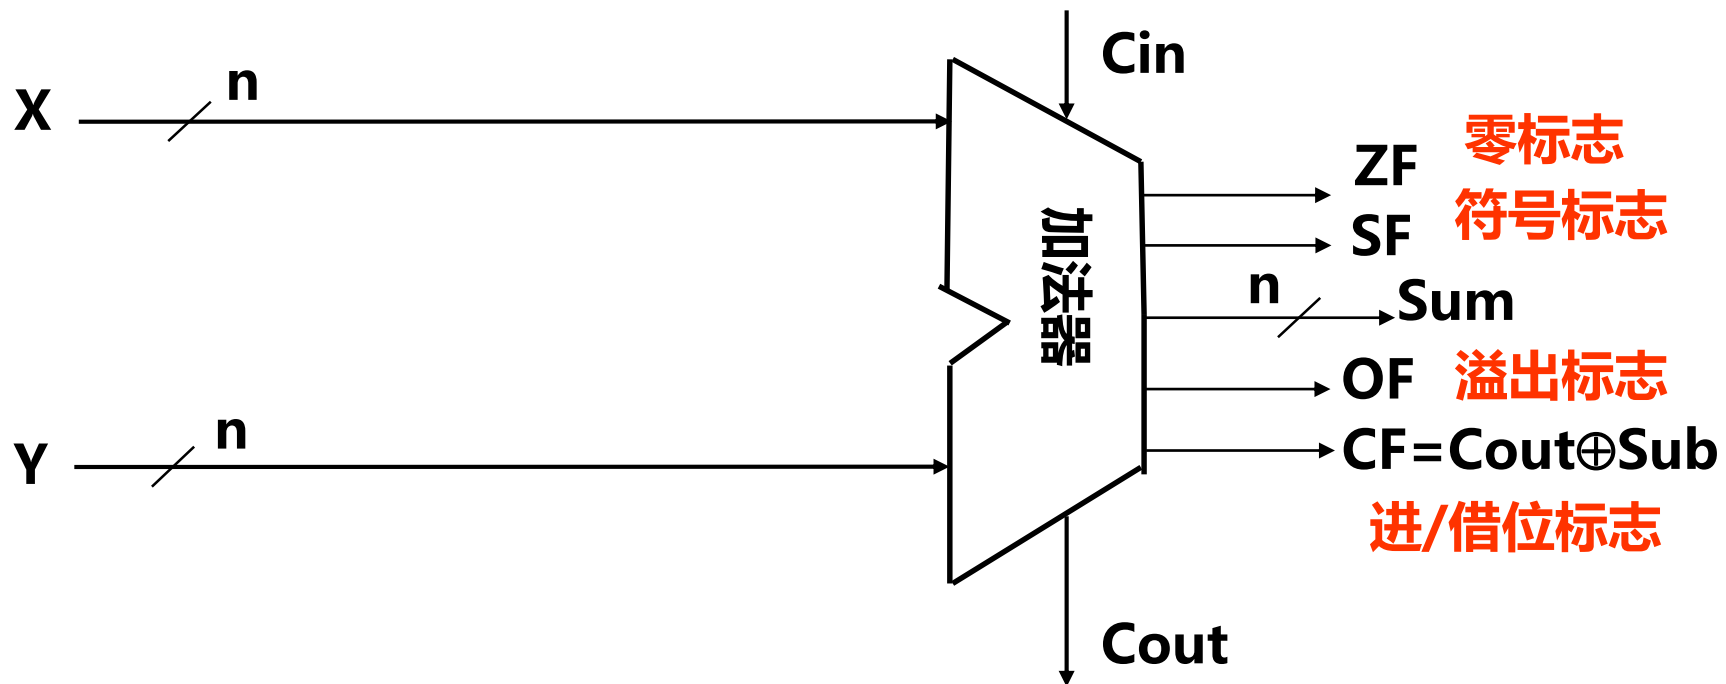 Cin
n
X
零标志
ZF
符号标志
SF
加法器
n
Sum
OF
溢出标志
n
Y
CF=Cout⊕Sub
进/借位标志
Cout